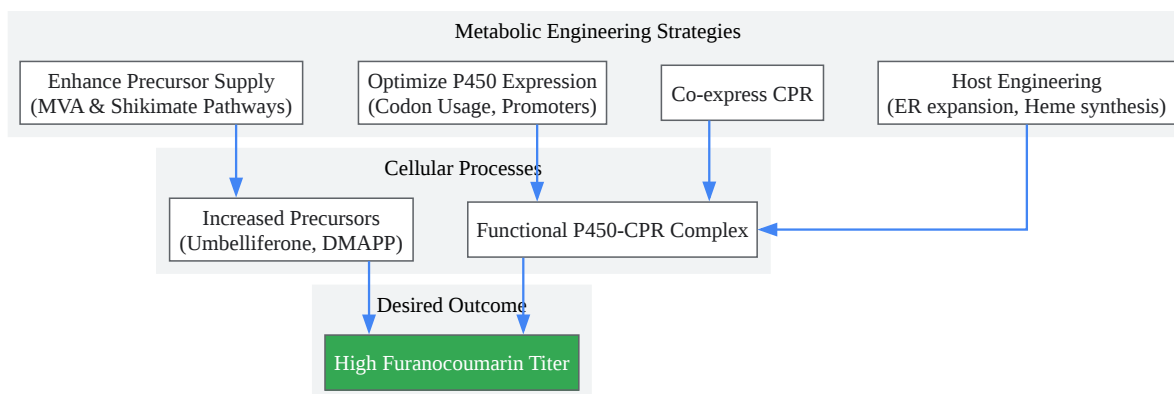 Metabolic Engineering Strategies
Enhance Precursor Supply
(MVA & Shikimate Pathways)
Optimize P450 Expression
(Codon Usage, Promoters)
Co-express CPR
Host Engineering
(ER expansion, Heme synthesis)
Cellular Processes
Increased Precursors
(Umbelliferone, DMAPP)
Functional P450-CPR Complex
Desired Outcome
High Furanocoumarin Titer